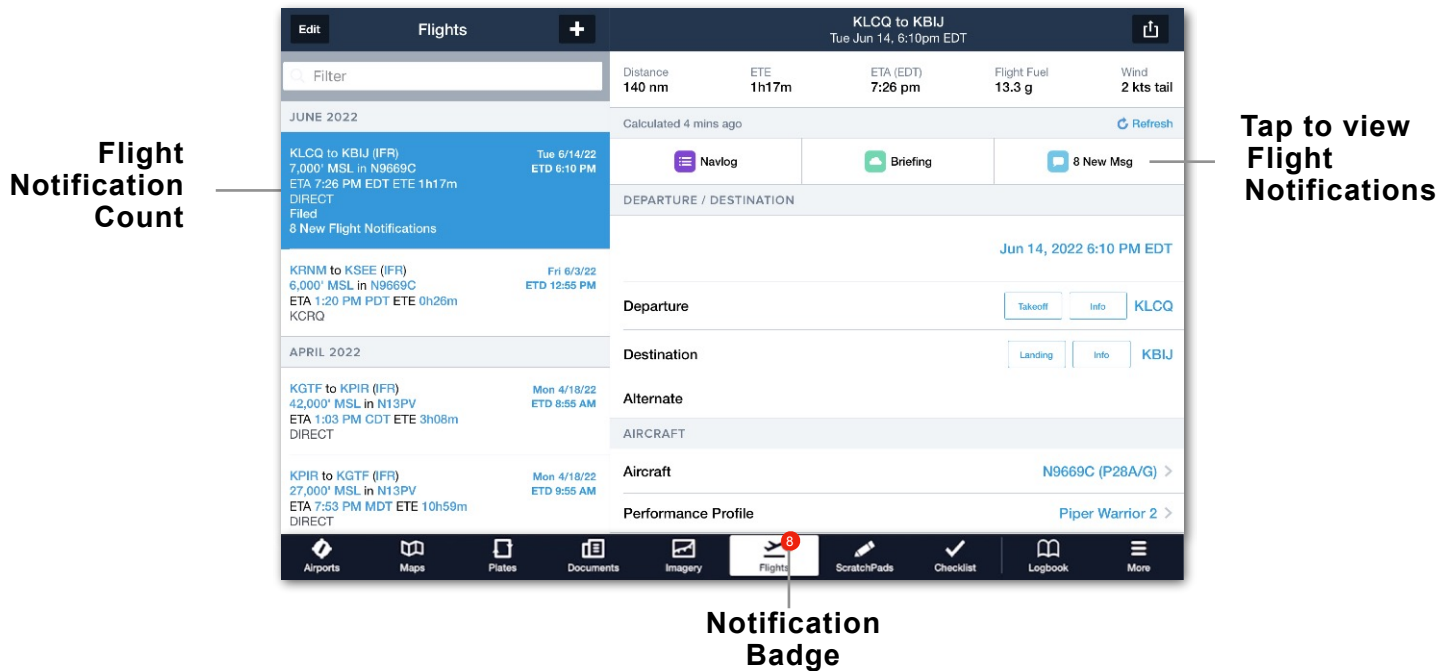 Edit
Flights
+
KLCQ to KBIJ
Tue Jun 14, 6:10pm EDT
Filter
Distance
ETE
ETA (EDT)
Flight Fuel
Wind
140 nm
1h17m
7:26 pm
13.3 g
2 kts tail
JUNE 2022
Calculated 4 mins ago
Refresh
Flight
Notification
Count
KLCQ to KBIJ (IFR)
Tue 6/14/22
7,000' MSL in N9669C
ETD 6:10 PM
ETA 7:26 PM EDT ETE 1h17m
DIRECT
Filed
8 New Flight Notifications
Navlog
Briefing
8 New Msg
Tap to view
Flight
Notifications
DEPARTURE / DESTINATION
Jun 14, 2022 6:10 PM EDT
KRNM to KSEE (IFR)
Fri 6/3/22
6,000' MSL in N9669C
ETD 12:55 PM
ETA 1:20 PM PDT ETE 0h26m
KCRQ
Departure
Takeoff
Info
KLCQ
APRIL 2022
Destination
Landing
Info
KBIJ
KGTF to KPIR (IFR)
Mon 4/18/22
42,000' MSL in N13PV
ETD 8:55 AM
ETA 1:03 PM CDT ETE 3h08m
DIRECT
Alternate
AIRCRAFT
KPIR to KGTF (IFR)
Mon 4/18/22
27,000' MSL in N13PV
ETD 9:55 AM
ETA 7:53 PM MDT ETE 10h59m
DIRECT
Aircraft
N9669C (P28A/G) >
Performance Profile
Piper Warrior 2 >
8
Airports
Maps
Plates
Documents
Imagery
Flights
ScratchPads
Checklist
Logbook
More
Notification
Badge